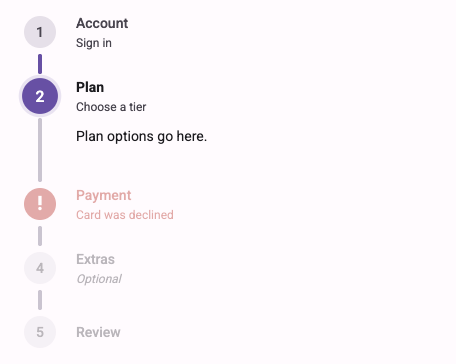 1
Account
Sign in
2
Plan
Choose a tier
Plan options go here.
!
Payment
Card was declined
4
Extras
Optional
5
Review